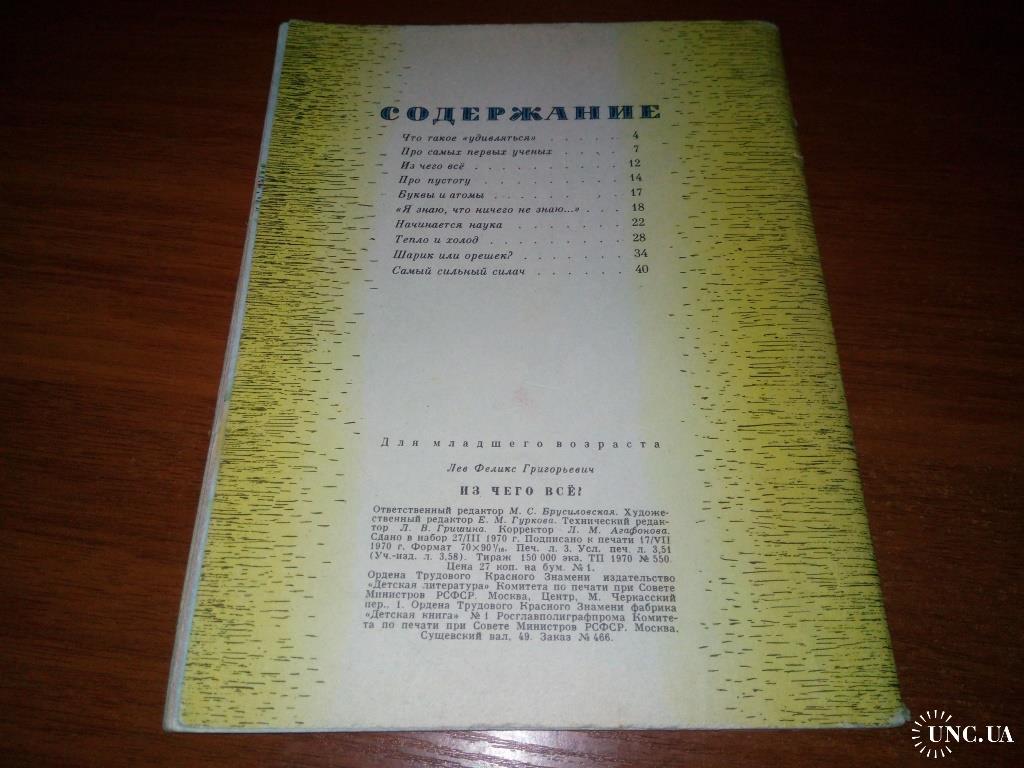 СОДЕРЖАНИЕ
Что такое «удивляться» . . . . . 4
Про самых первых ученых . . . . 7
Из чего всё . . . . . . . . . . 12
Про пустоту . . . . . . . . . . 14
Буквы и атомы . . . . . . . . . 17
«Я знаю, что ничего не знаю...» . . . 18
Начинается наука . . . . . . . 22
Тепло и холод . . . . . . . . . 28
Шарик или орешек? . . . . . . . 34
Самый сильный силач . . . . . . 40
Для младшего возраста
Лев Феликс Григорьевич
ИЗ ЧЕГО ВСЁ?
Ответственный редактор М. С. Брусиловская. Художе-
ственный редактор Е. М. Гуркова. Технический редак-
тор Л. В. Гришина. Корректор Л. М. Агафонова.
Сдано в набор 27/III 1970 г. Подписано к печати 17/VII
1970 г. Формат 70×90 1/16. Печ. л. 3. Усл. печ. л. 3,51
(Уч.-изд. л. 3,58). Тираж 150 000 экз. ТП 1970 № 550.
Цена 27 коп. на бум. № 1.
Ордена Трудового Красного Знамени издательство
«Детская литература» Комитета по печати при Совете
Министров РСФСР. Москва, Центр, М. Черкасский
пер., 1. Ордена Трудового Красного Знамени фабрика
«Детская книга» № 1 Росглавполиграфпрома Комите-
та по печати при Совете Министров РСФСР. Москва,
Сущевский вал, 49. Заказ № 466.
UNC.UA